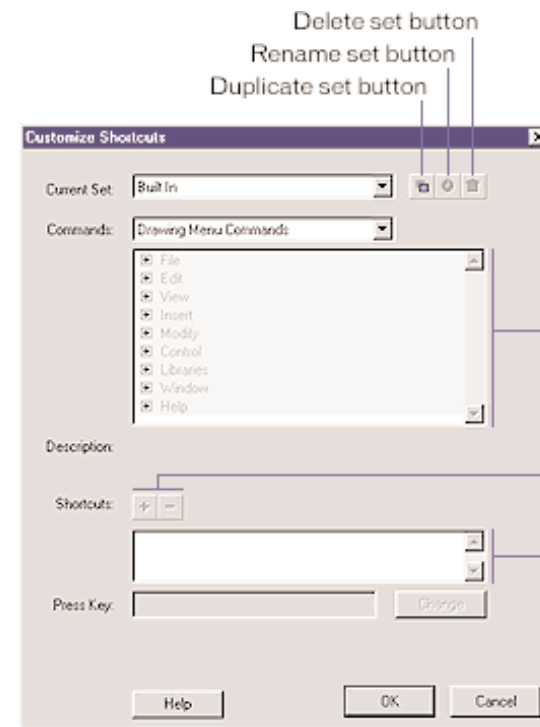 Delete set button
Rename set button
Duplicate set button
Customize Shortcuts
Current Set: Built In
Commands: Drawing Menu Commands
File
Edit
View
Insert
Modify
Control
Libraries
Window
Help
Description:
Shortcuts: + −
Press Key: Change
Help OK Cancel